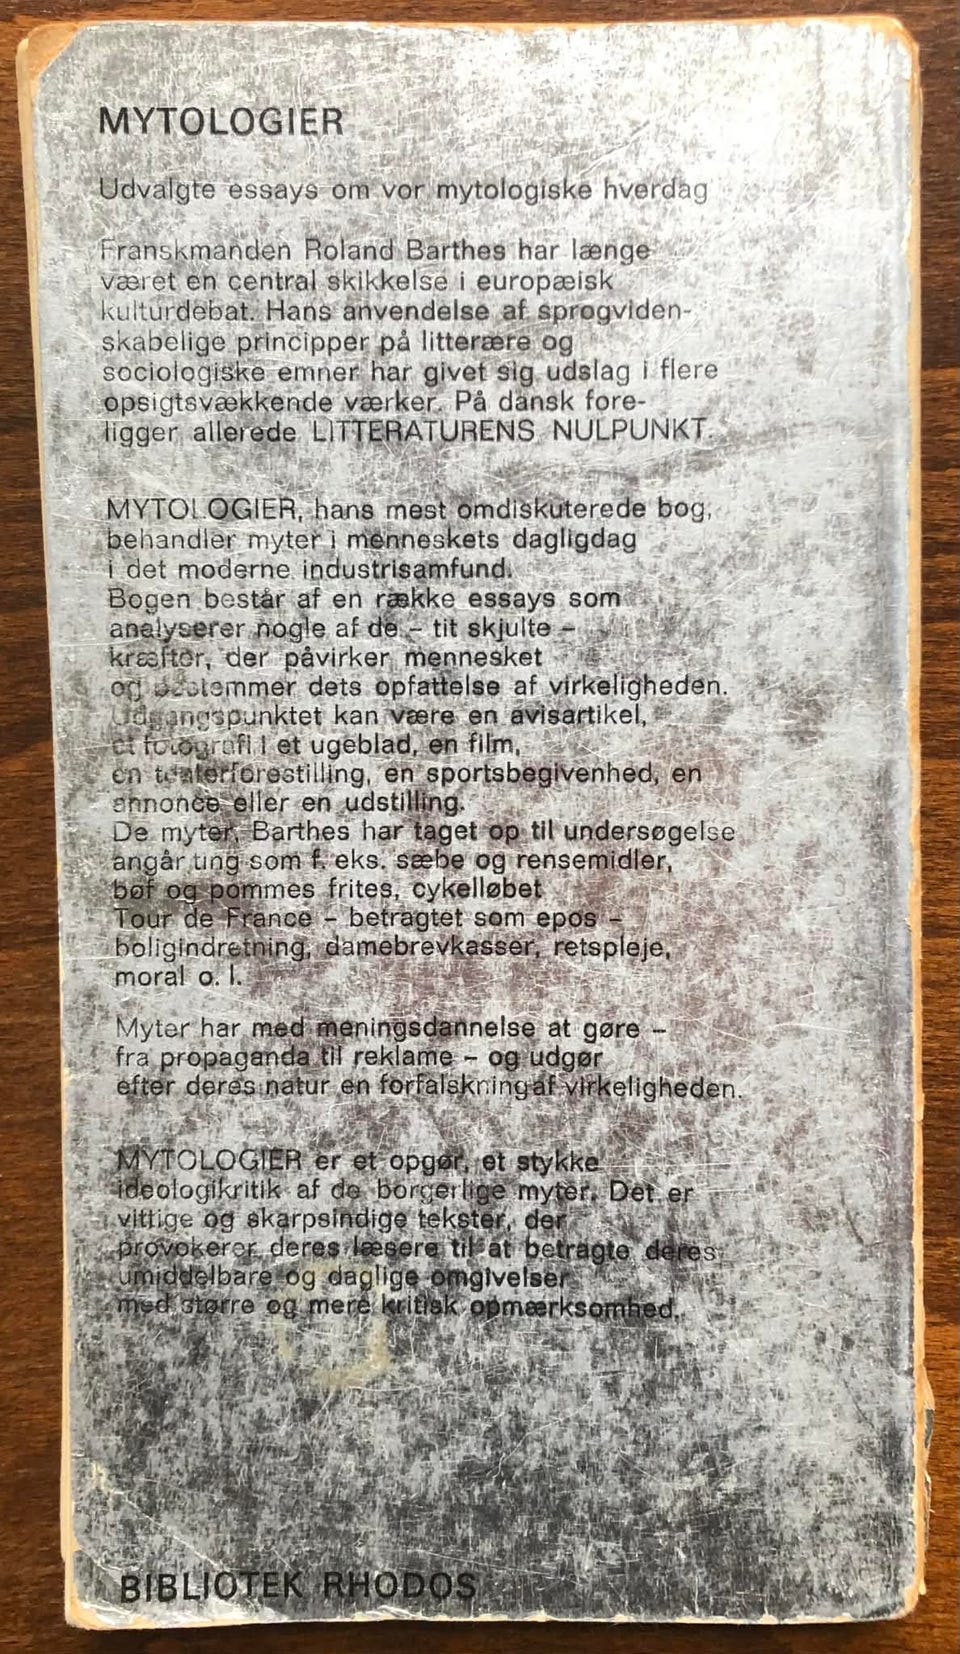 MYTOLOGIER
Udvalgte essays om vor mytologiske hverdag
Franskmanden Roland Barthes har længe
været en central skikkelse i europæisk
kulturdebat. Hans anvendelse af sprogviden-
skabelige principper på litterære og
sociologiske emner har givet sig udslag i flere
opsigtsvækkende værker. På dansk fore-
ligger allerede LITTERATURENS NULPUNKT.
MYTOLOGIER, hans mest omdiskuterede bog,
behandler myter i menneskets dagligdag
i det moderne industrisamfund.
Bogen består af en række essays som
analyserer nogle af de – tit skjulte –
kræfter, der påvirker mennesket
og bestemmer dets opfattelse af virkeligheden.
Udgangspunktet kan være en avisartikel,
et fotografi i et ugeblad, en film,
en teaterforestilling, en sportsbegivenhed, en
annonce eller en udstilling.
De myter, Barthes har taget op til undersøgelse
angår ting som f. eks. sæbe og rensemidler,
bøf og pommes frites, cykelløbet
Tour de France – betragtet som epos –
boligindretning, damebrevkasser, retspleje,
moral o. l.
Myter har med meningsdannelse at gøre –
fra propaganda til reklame – og udgør
efter deres natur en forfalskning af virkeligheden.
MYTOLOGIER er et opgør, et stykke
ideologikritik af de borgerlige myter. Det er
vittige og skarpsindige tekster, der
provokerer deres læsere til at betragte deres
umiddelbare og daglige omgivelser
med større og mere kritisk opmærksomhed.
BIBLIOTEK RHODOS